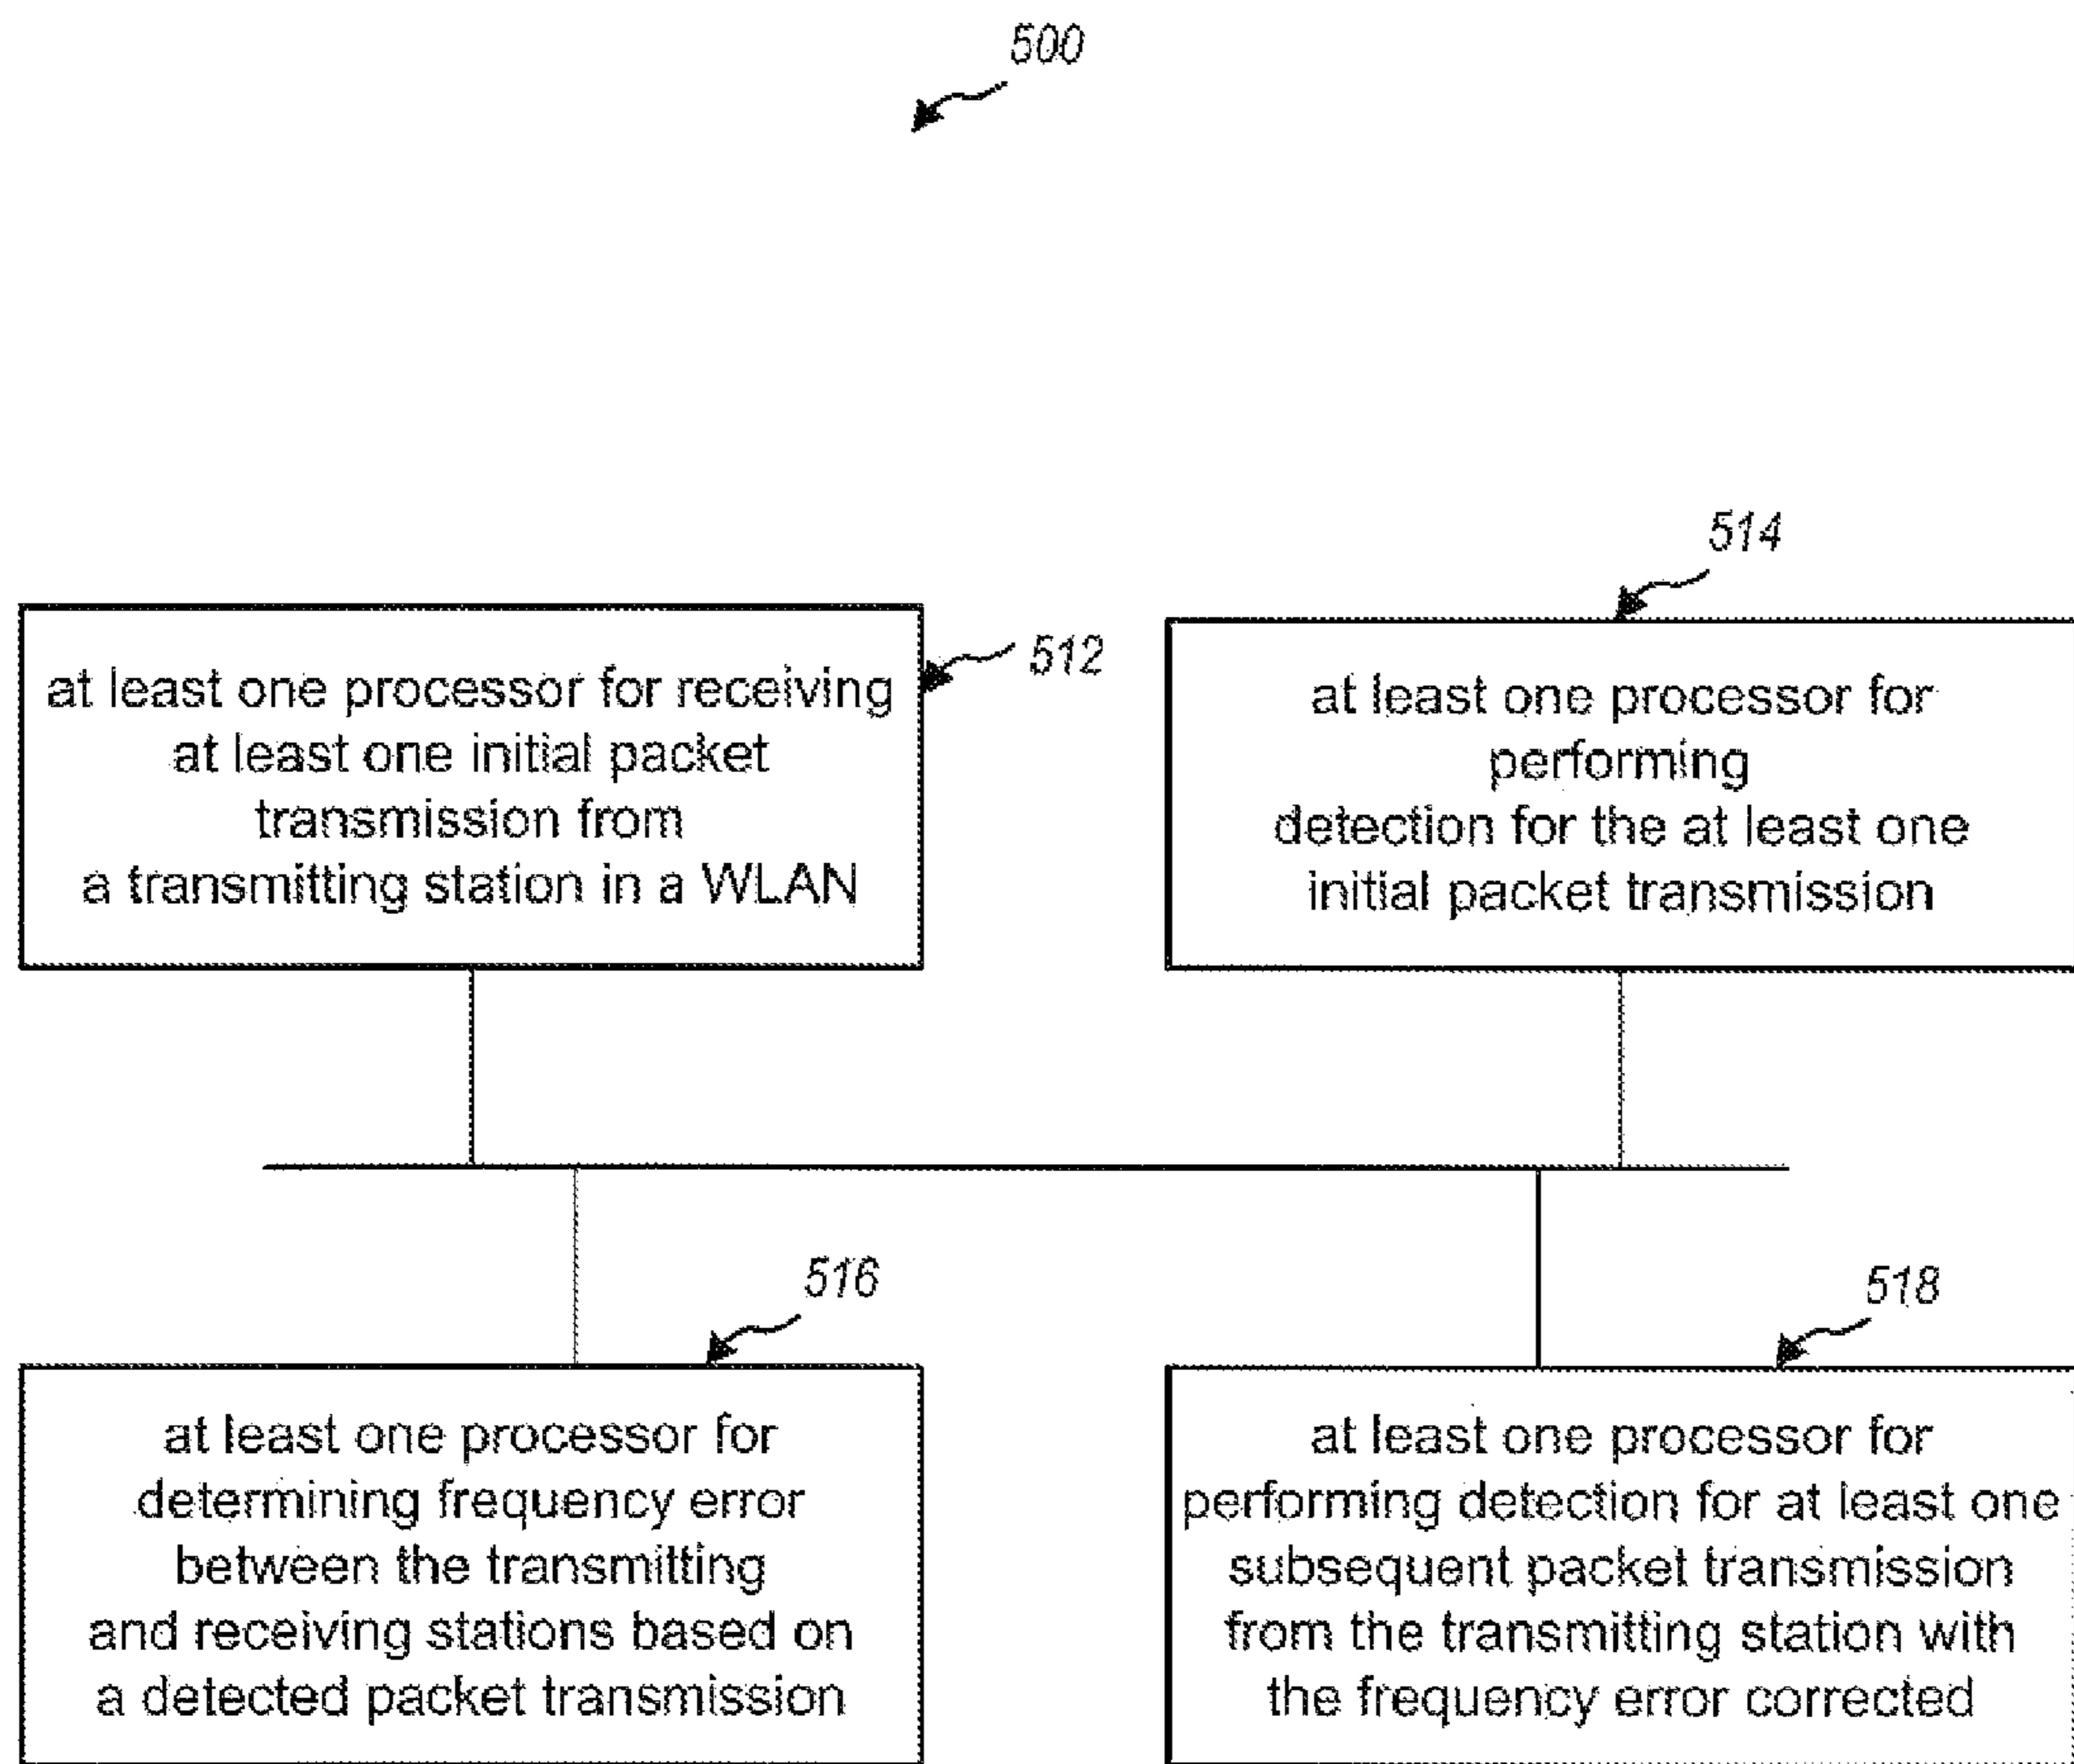 500
514
512
at least one processor for receiving
at least one initial packet
transmission from
a transmitting station in a WLAN
at least one processor for
performing
detection for the at least one
initial packet transmission
516
518
at least one processor for
determining frequency error
between the transmitting
and receiving stations based on
a detected packet transmission
at least one processor for
performing detection for at least one
subsequent packet transmission
from the transmitting station with
the frequency error corrected